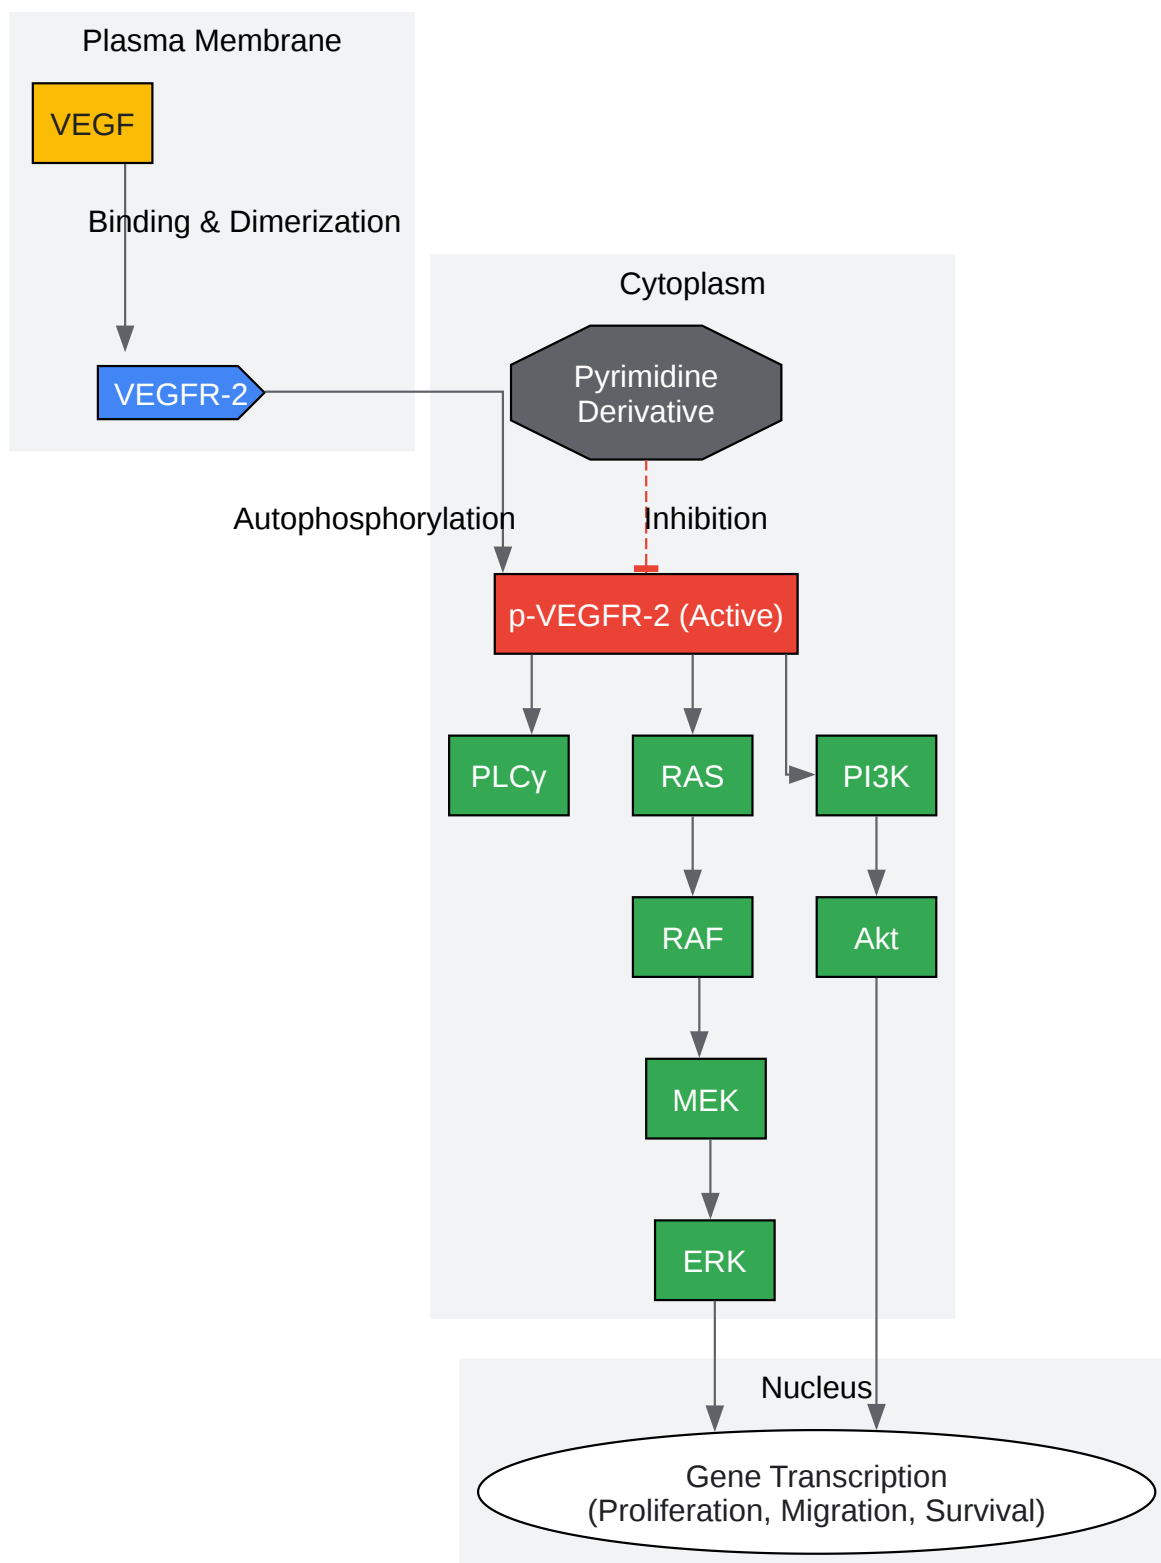 Plasma Membrane
VEGF
Binding & Dimerization
VEGFR-2
Cytoplasm
Pyrimidine
Derivative
Autophosphorylation
Inhibition
p-VEGFR-2 (Active)
PLCγ
RAS
PI3K
RAF
Akt
MEK
ERK
Nucleus
Gene Transcription
(Proliferation, Migration, Survival)